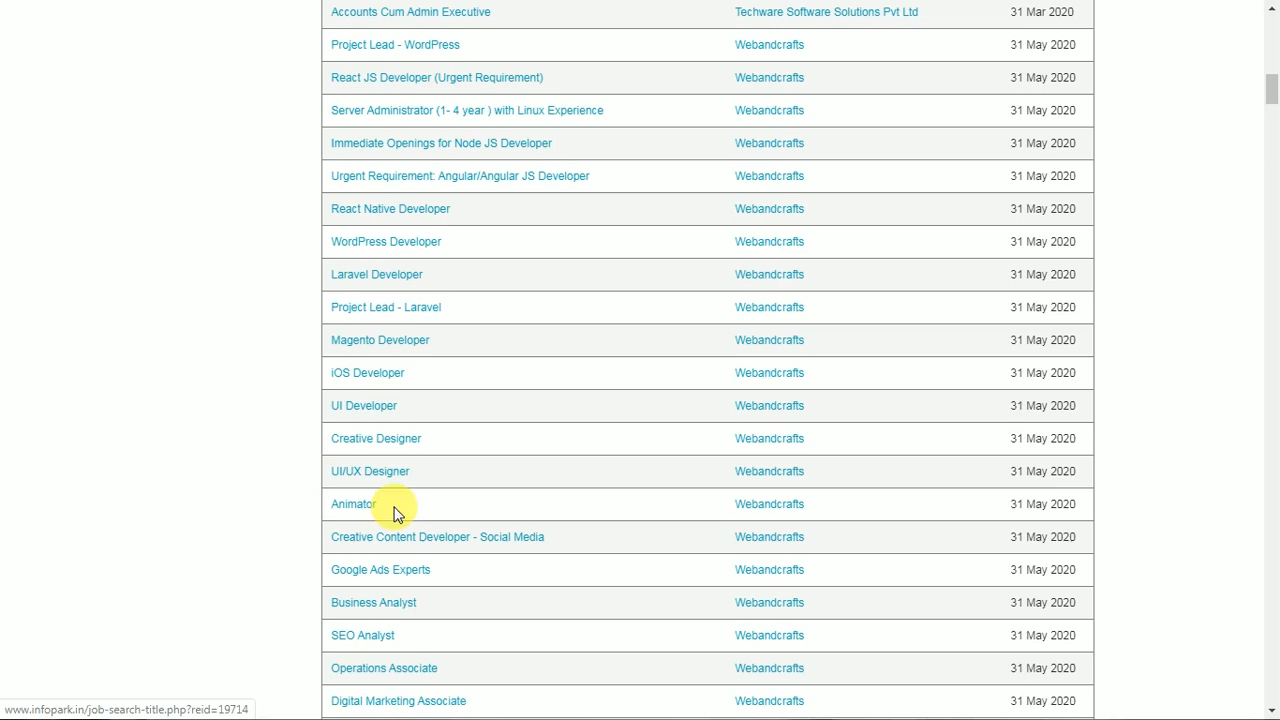 Accounts Cum Admin Executive Techware Software Solutions Pvt Ltd 31 Mar 2020
Project Lead - WordPress Webandcrafts 31 May 2020
React JS Developer (Urgent Requirement) Webandcrafts 31 May 2020
Server Administrator (1- 4 year ) with Linux Experience Webandcrafts 31 May 2020
Immediate Openings for Node JS Developer Webandcrafts 31 May 2020
Urgent Requirement: Angular/Angular JS Developer Webandcrafts 31 May 2020
React Native Developer Webandcrafts 31 May 2020
WordPress Developer Webandcrafts 31 May 2020
Laravel Developer Webandcrafts 31 May 2020
Project Lead - Laravel Webandcrafts 31 May 2020
Magento Developer Webandcrafts 31 May 2020
iOS Developer Webandcrafts 31 May 2020
UI Developer Webandcrafts 31 May 2020
Creative Designer Webandcrafts 31 May 2020
UI/UX Designer Webandcrafts 31 May 2020
Animator Webandcrafts 31 May 2020
Creative Content Developer - Social Media Webandcrafts 31 May 2020
Google Ads Experts Webandcrafts 31 May 2020
Business Analyst Webandcrafts 31 May 2020
SEO Analyst Webandcrafts 31 May 2020
Operations Associate Webandcrafts 31 May 2020
Digital Marketing Associate Webandcrafts 31 May 2020
www.infopark.in/job-search-title.php?reid=19714